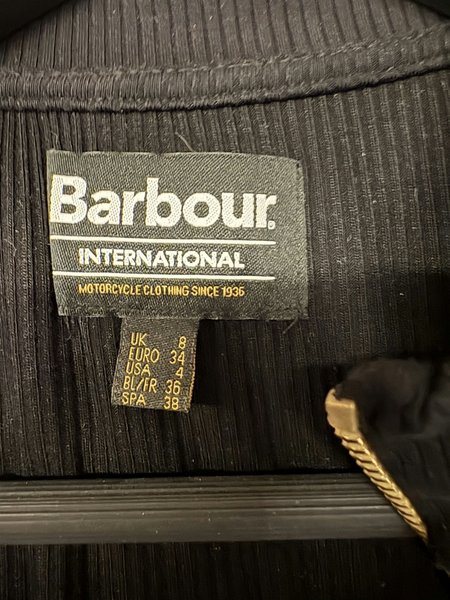 Barbour
INTERNATIONAL
MOTORCYCLE CLOTHING SINCE 1936
UK 8
EURO 34
USA 4
BL/FR 36
SPA 38